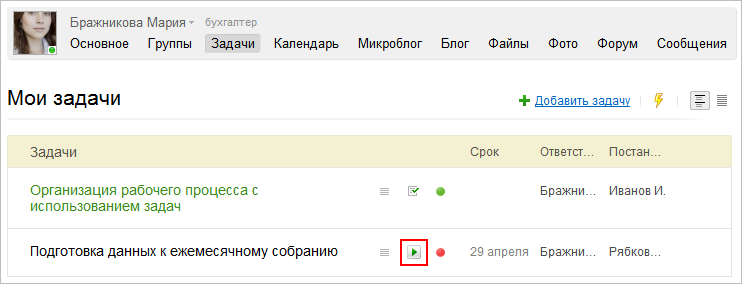 Бражникова Мария бухгалтер
Основное Группы Задачи Календарь Микроблог Блог Файлы Фото Форум Сообщения
Мои задачи
Добавить задачу
Задачи Срок Ответст... Постан...
Организация рабочего процесса с
использованием задач
Бражни... Иванов И.
Подготовка данных к ежемесячному собранию 29 апреля Бражни... Рябков...